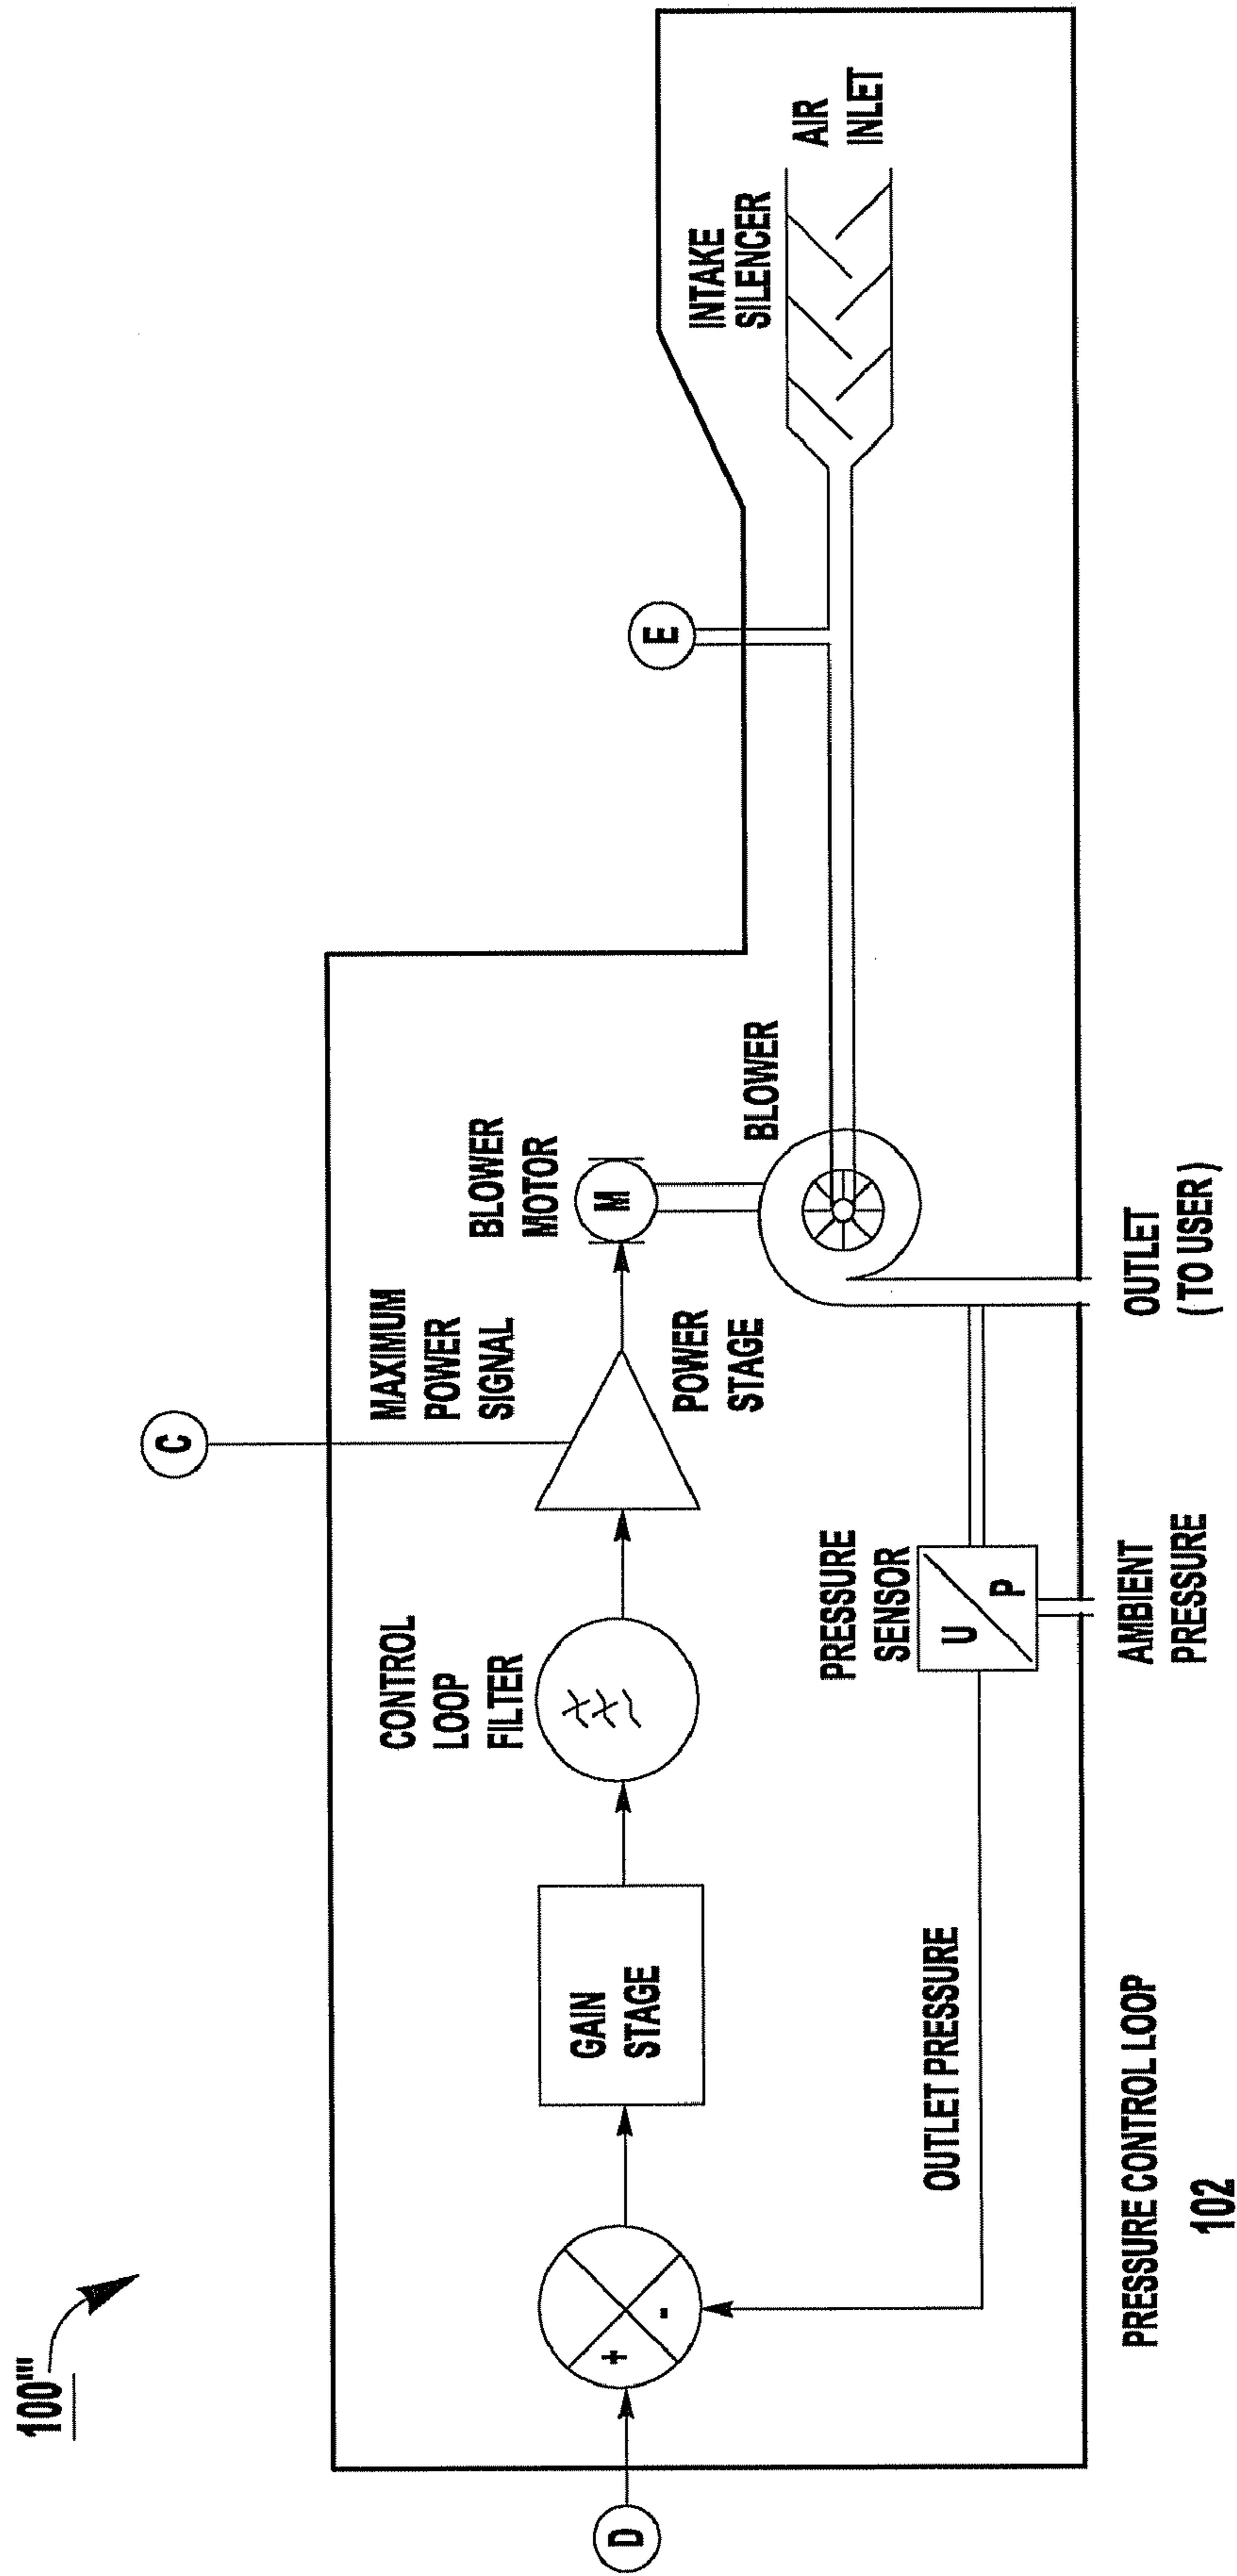 100'''
C
E
D
MAXIMUM
POWER
SIGNAL
BLOWER
MOTOR
M
CONTROL
LOOP
FILTER
GAIN
STAGE
+
-
POWER
STAGE
BLOWER
INTAKE
SILENCER
AIR
INLET
PRESSURE
SENSOR
U
P
OUTLET PRESSURE
PRESSURE CONTROL LOOP
102
AMBIENT
PRESSURE
OUTLET
( TO USER )